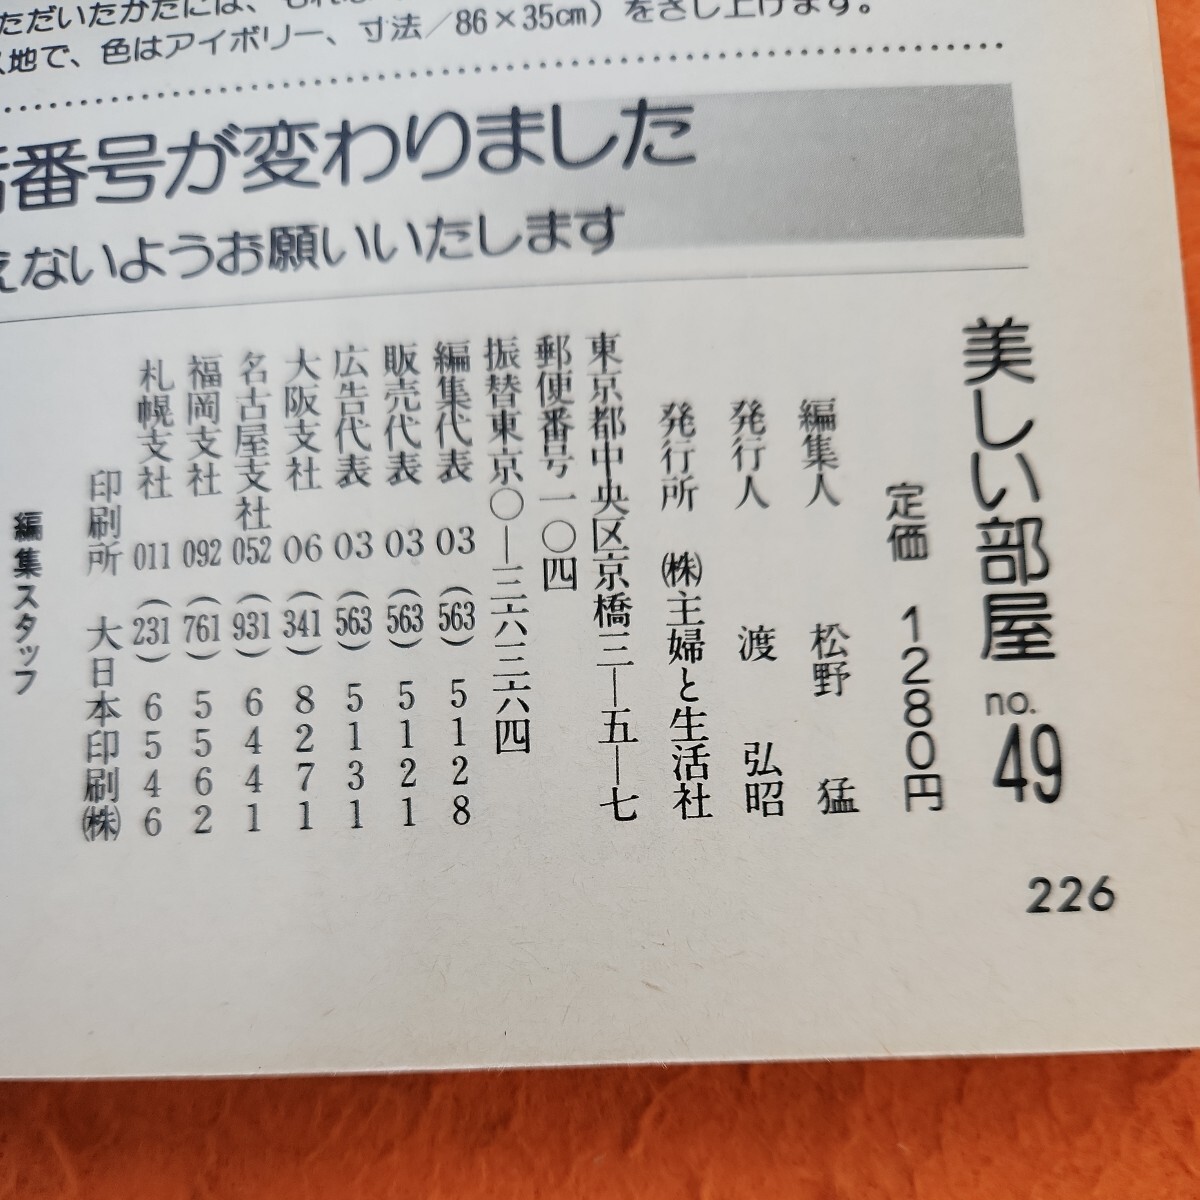 ただいたかたには、
86×35㎝）をさし上げます。
地で、色はアイボリー、寸法／
番号が変わりました
えないようお願いいたします
美しい部屋 no.49
定価 1280円
編集人 松野 猛
発行人 渡 弘昭
発行所 ㈱主婦と生活社
東京都中央区京橋三―五―七
郵便番号一〇四
振替東京〇―三六三六四
編集代表 03（563）5128
販売代表 03（563）5121
広告代表 03（563）5131
大阪支社 06（341）8271
名古屋支社 052（931）6441
福岡支社 092（761）5562
札幌支社 011（231）6546
印刷所 大日本印刷㈱
編集スタッフ
226